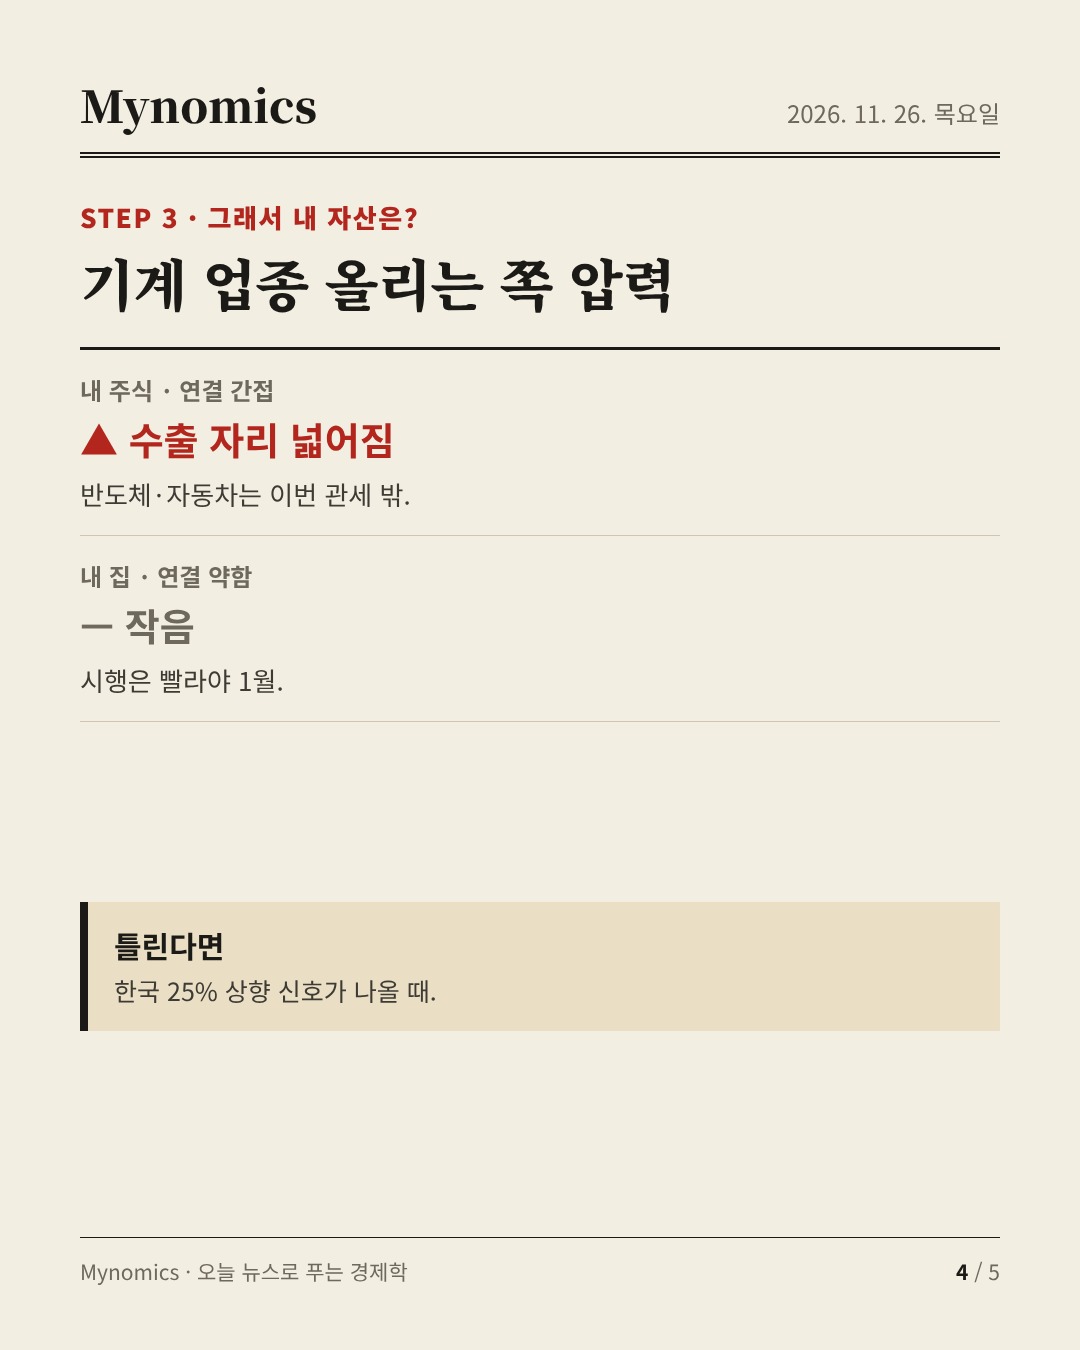 Mynomics
2026. 11. 26. 목요일
STEP 3 · 그래서 내 자산은?
기계 업종 올리는 쪽 압력
내 주식 · 연결 간접
▲ 수출 자리 넓어짐
반도체·자동차는 이번 관세 밖.
내 집 · 연결 약함
— 작음
시행은 빨라야 1월.
틀린다면
한국 25% 상향 신호가 나올 때.
Mynomics · 오늘 뉴스로 푸는 경제학
4 / 5